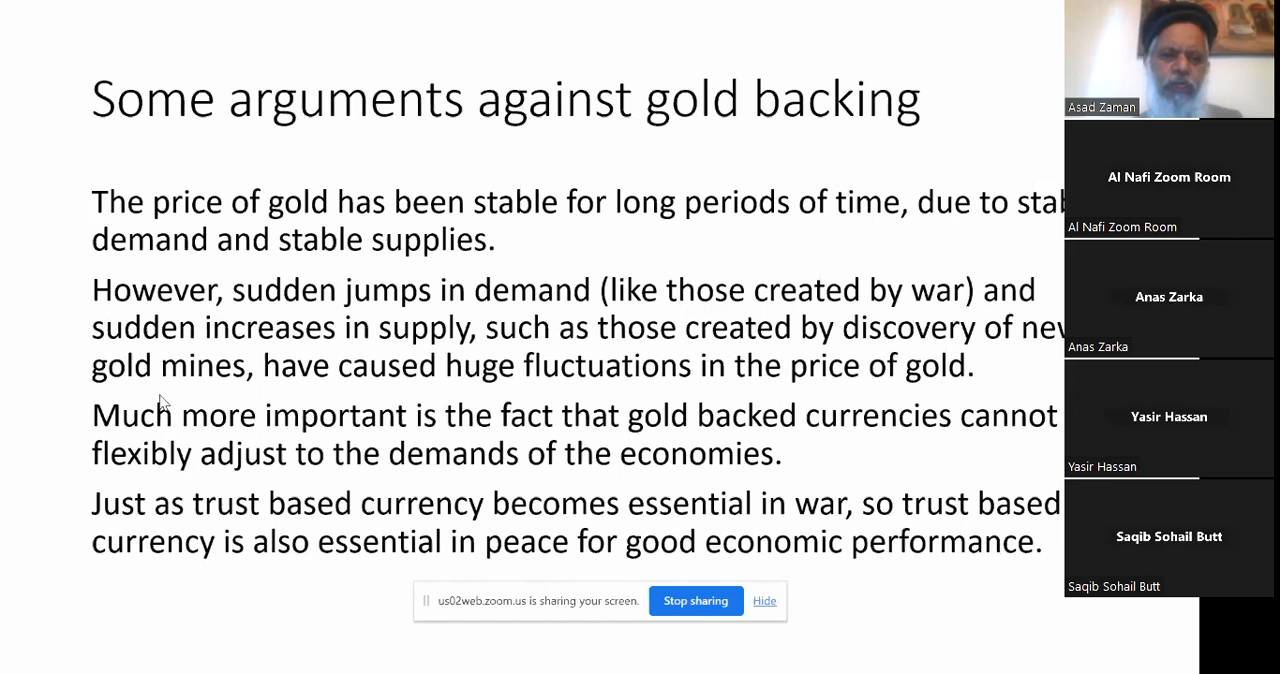 Some arguments against gold backing
The price of gold has been stable for long periods of time, due to
demand and stable supplies.
However, sudden jumps in demand (like those created by war) and
sudden increases in supply, such as those created by discovery of
gold mines, have caused huge fluctuations in the price of gold.
Much more important is the fact that gold backed currencies cannot
flexibly adjust to the demands of the economies.
Just as trust based currency becomes essential in war, so trust based
currency is also essential in peace for good economic performance.
us02web.zoom.us is sharing your screen.
Stop sharing
Hide
Asad Zaman
Al Nafi Zoom Room
Al Nafi Zoom Room
Anas Zarka
Anas Zarka
Yasir Hassan
Yasir Hassan
Saqib Sohail Butt
Saqib Sohail Butt